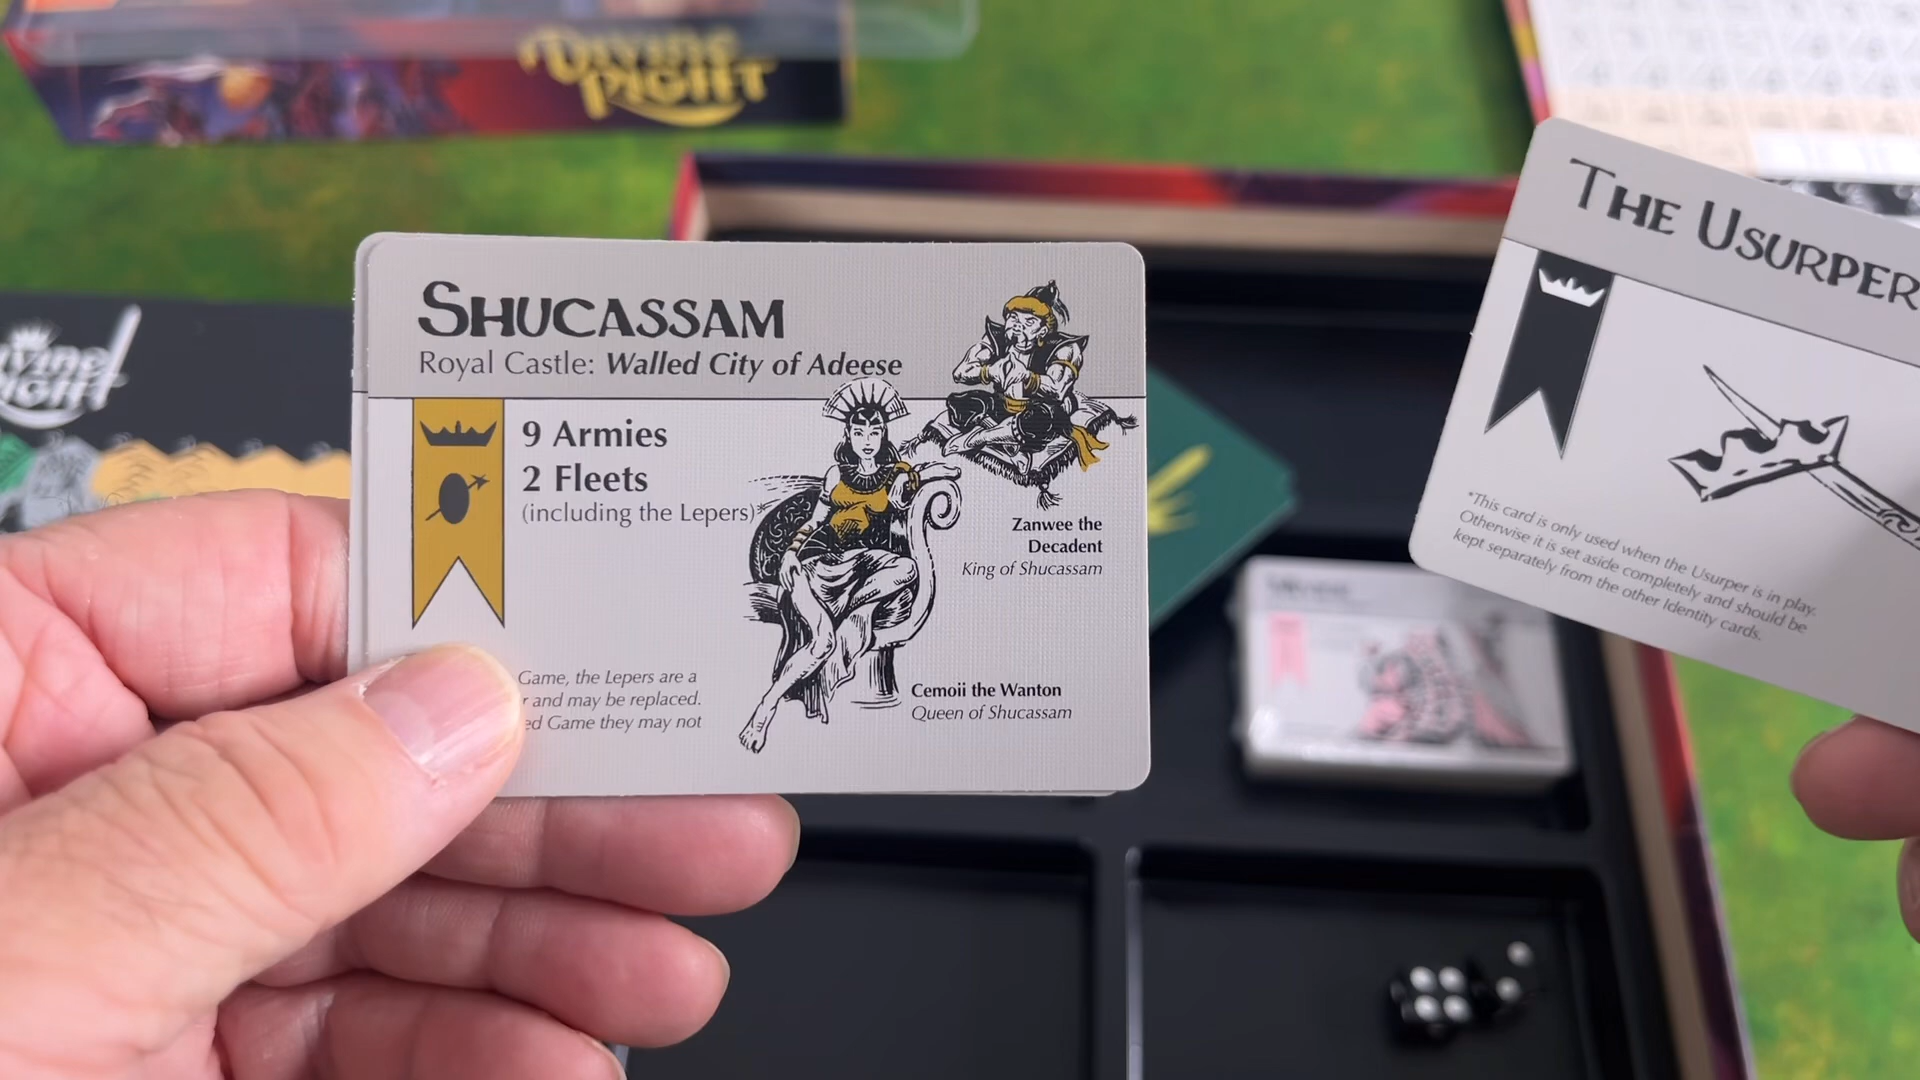 DIVINE
RIGHT
DIVINE
RIGHT
SHUCASSAM
Royal Castle: Walled City of Adeese
9 Armies
2 Fleets
(including the Lepers)*
Zanwee the
Decadent
King of Shucassam
Cemoii the Wanton
Queen of Shucassam
Game, the Lepers are a
and may be replaced.
Game they may not
THE USURPER
*This card is only used when the Usurper is in play.
Otherwise it is set aside completely and should be
kept separately from the other Identity cards.